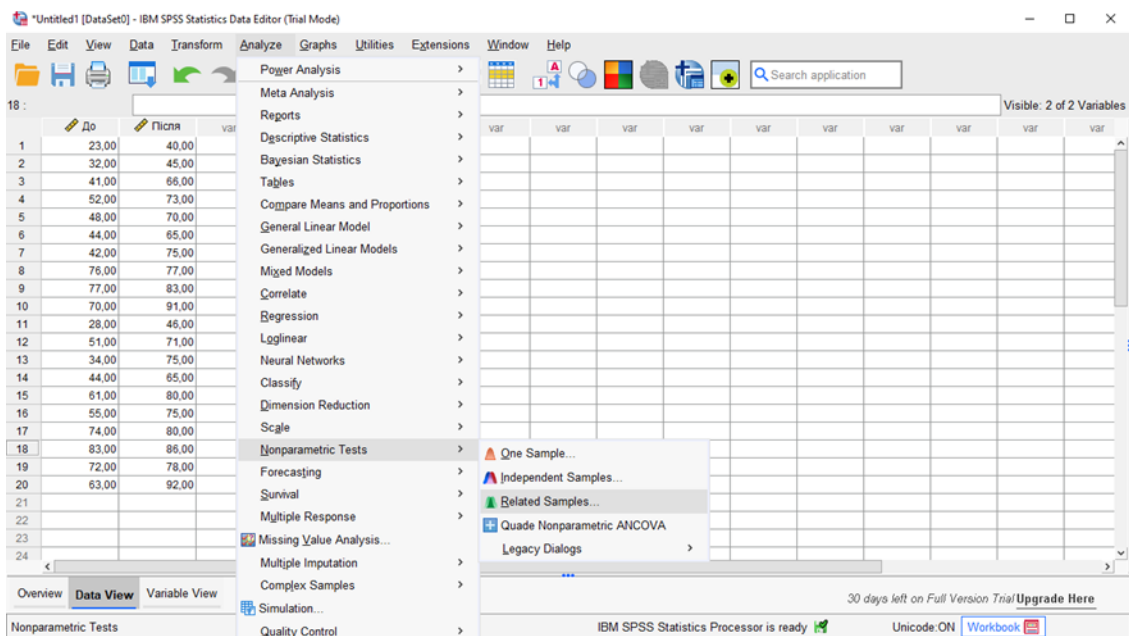 *Untitled1 [DataSet0] - IBM SPSS Statistics Data Editor (Trial Mode)
File Edit View Data Transform Analyze Graphs Utilities Extensions Window Help
Search application
18 :
Visible: 2 of 2 Variables
До Після var var var var var var var var var var var
1 23,00 40,00
2 32,00 45,00
3 41,00 66,00
4 52,00 73,00
5 48,00 70,00
6 44,00 65,00
7 42,00 75,00
8 76,00 77,00
9 77,00 83,00
10 70,00 91,00
11 28,00 46,00
12 51,00 71,00
13 34,00 75,00
14 44,00 65,00
15 61,00 80,00
16 55,00 75,00
17 74,00 80,00
18 83,00 86,00
19 72,00 78,00
20 63,00 92,00
21
22
23
24
Power Analysis
Meta Analysis
Reports
Descriptive Statistics
Bayesian Statistics
Tables
Compare Means and Proportions
General Linear Model
Generalized Linear Models
Mixed Models
Correlate
Regression
Loglinear
Neural Networks
Classify
Dimension Reduction
Scale
Nonparametric Tests
Forecasting
Survival
Multiple Response
Missing Value Analysis...
Multiple Imputation
Complex Samples
Simulation...
Quality Control
One Sample...
Independent Samples...
Related Samples...
Quade Nonparametric ANCOVA
Legacy Dialogs
Overview Data View Variable View
30 days left on Full Version Trial Upgrade Here
Nonparametric Tests
IBM SPSS Statistics Processor is ready
Unicode:ON
Workbook